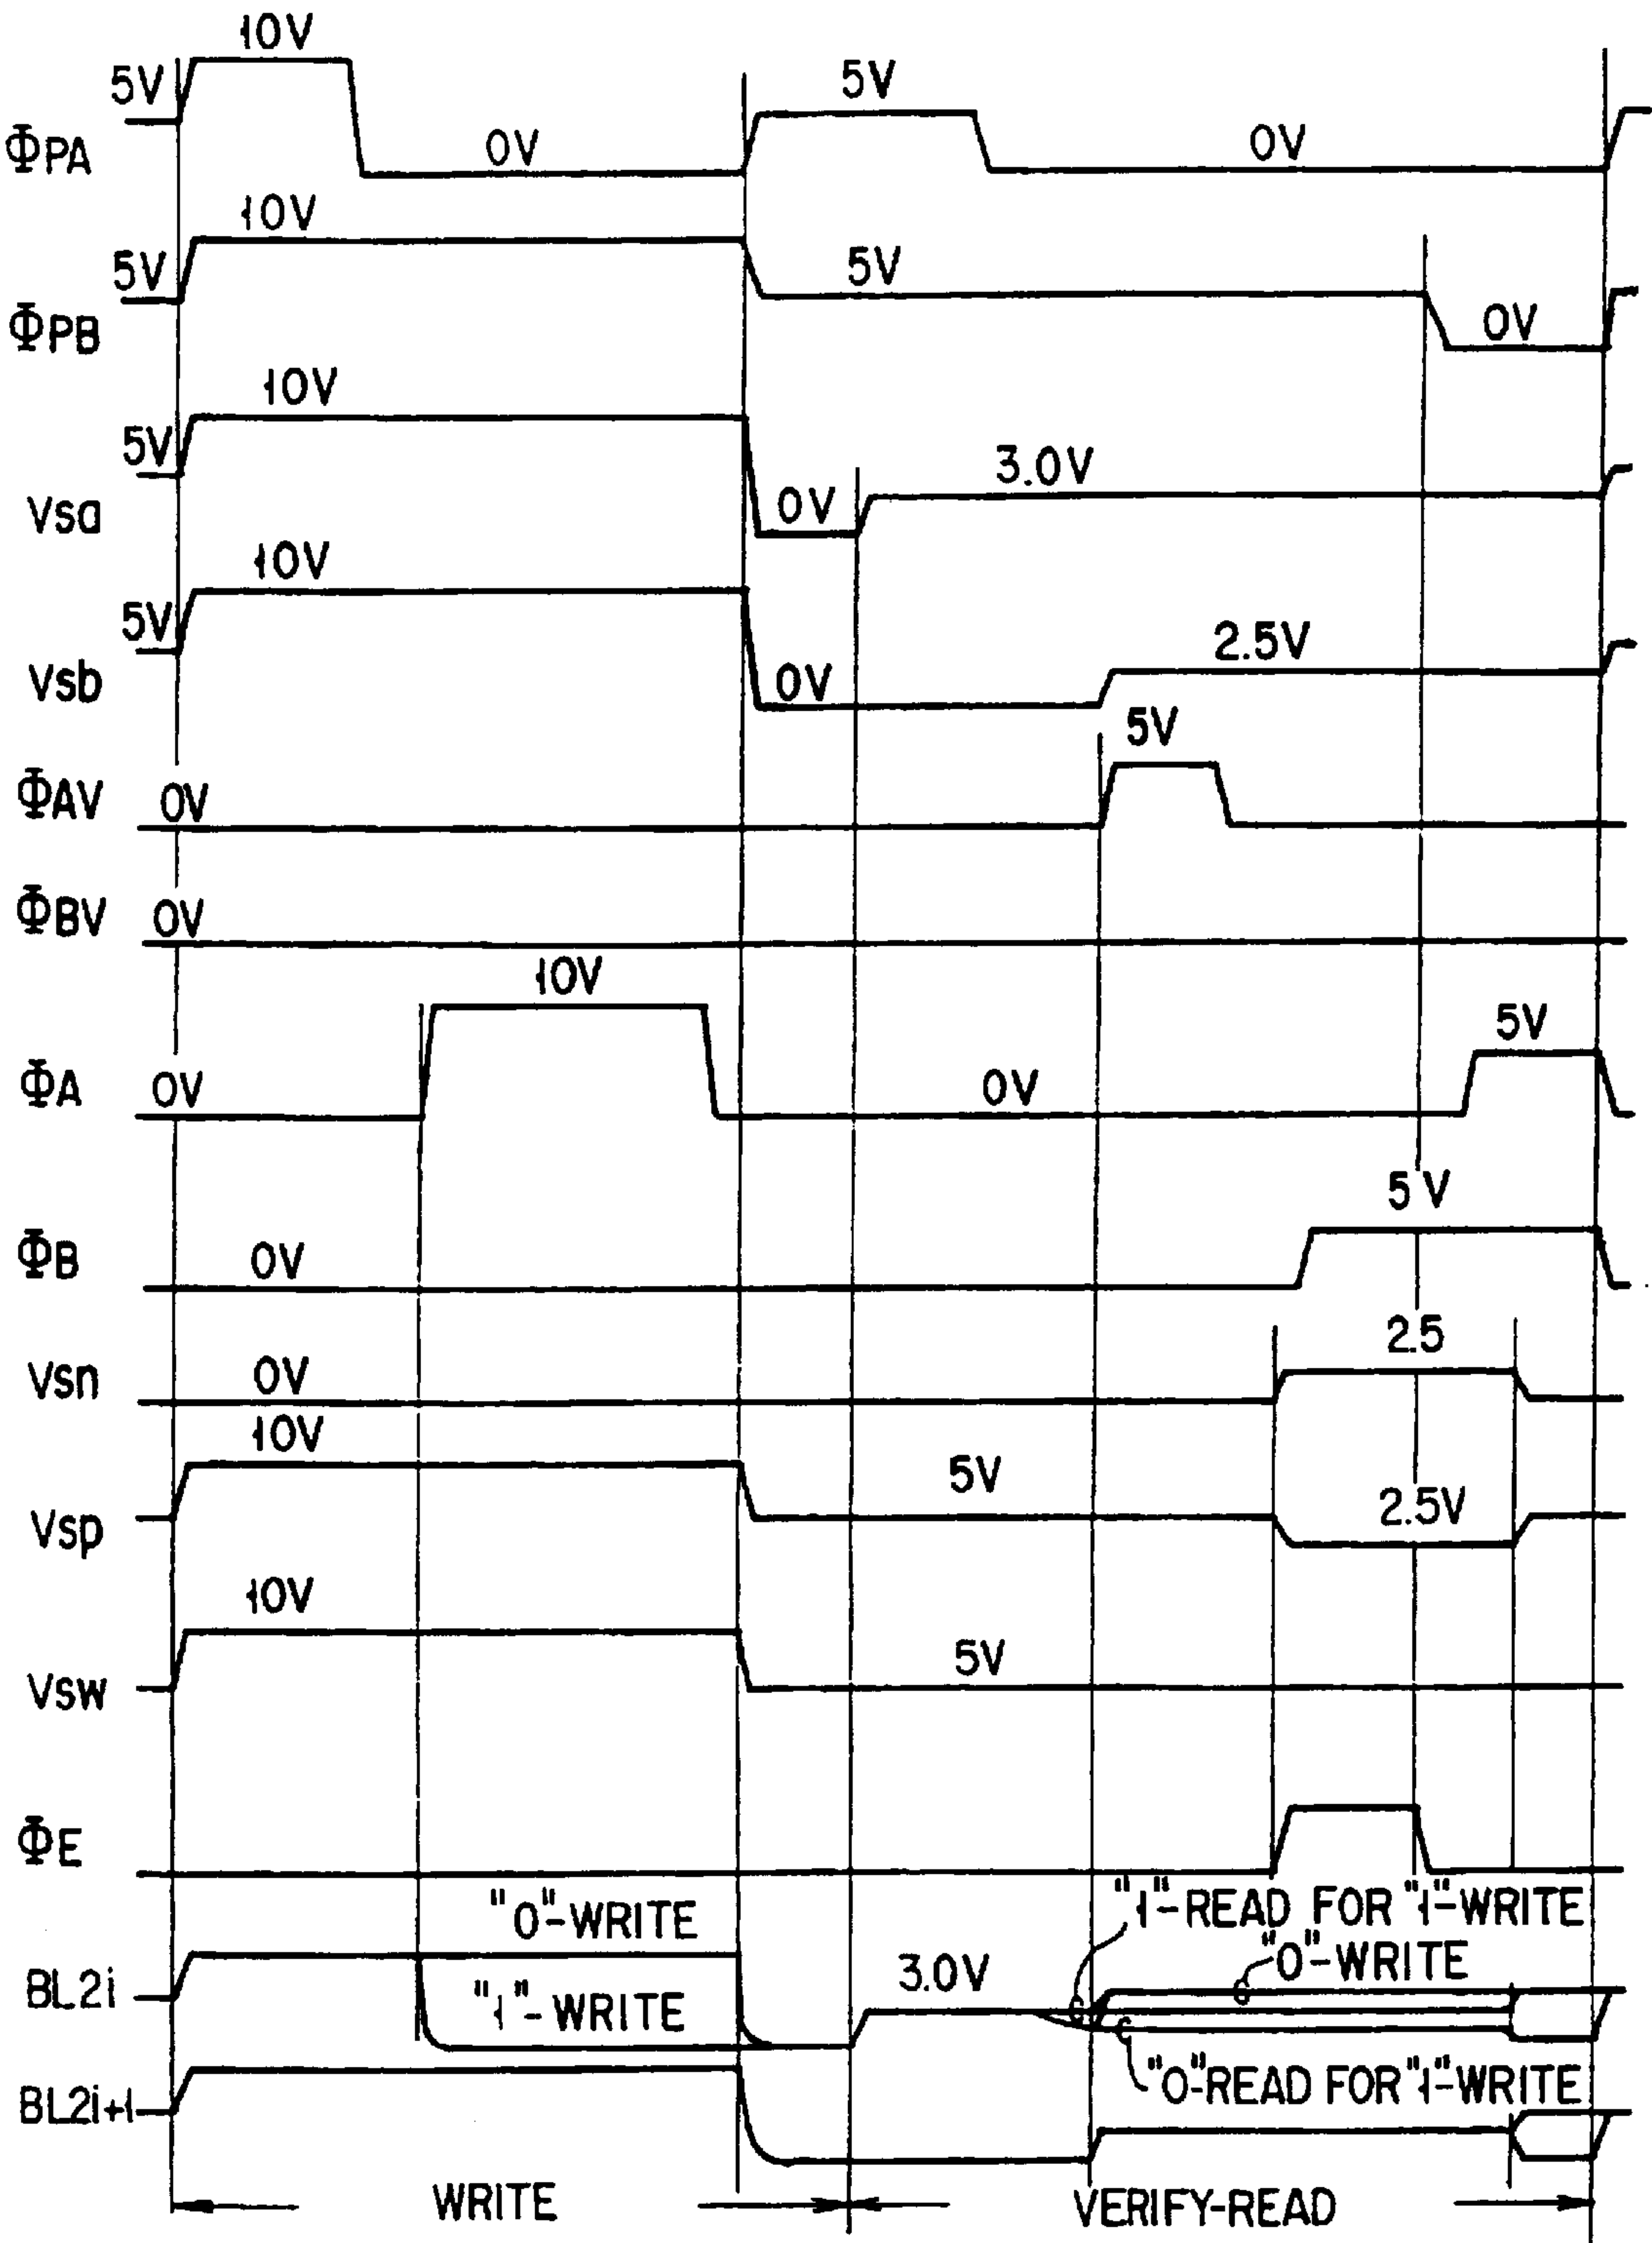 10V
5V 5V
ΦPA 0V 0V
10V
5V 5V
ΦPB 0V
10V
5V 3.0V
Vsa 0V
10V
5V 2.5V
Vsb 0V
5V
ΦAV 0V
ΦBV 0V
10V
5V
ΦA 0V 0V
5V
ΦB 0V
2.5
Vsn 0V
10V
5V
Vsp 2.5V
10V
Vsw 5V
ΦE
"0"-WRITE "1"-READ FOR "1"-WRITE
"0"-WRITE
BL2i "1"-WRITE 3.0V
"0"-READ FOR "1"-WRITE
BL2i+1
WRITE VERIFY-READ